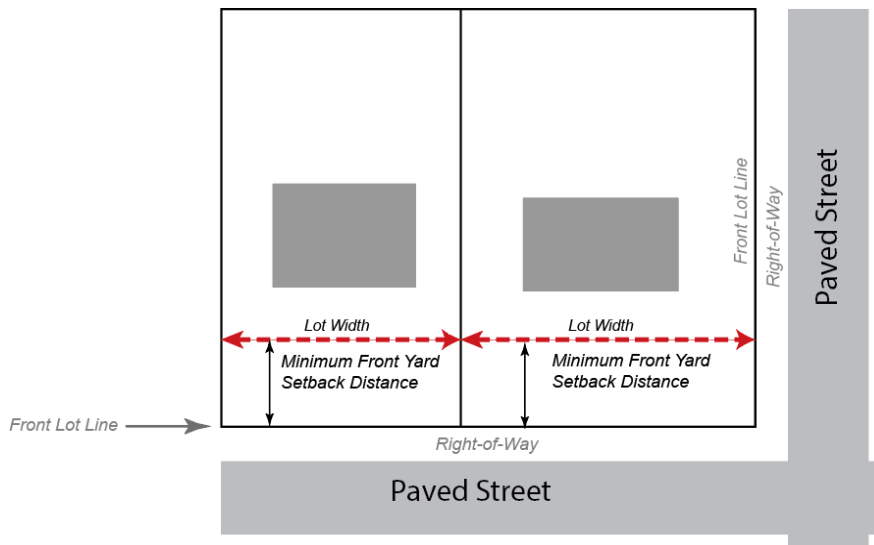 Front Lot Line
Right-of-Way
Paved Street
Lot Width
Lot Width
Minimum Front Yard
Setback Distance
Minimum Front Yard
Setback Distance
Front Lot Line
Right-of-Way
Paved Street